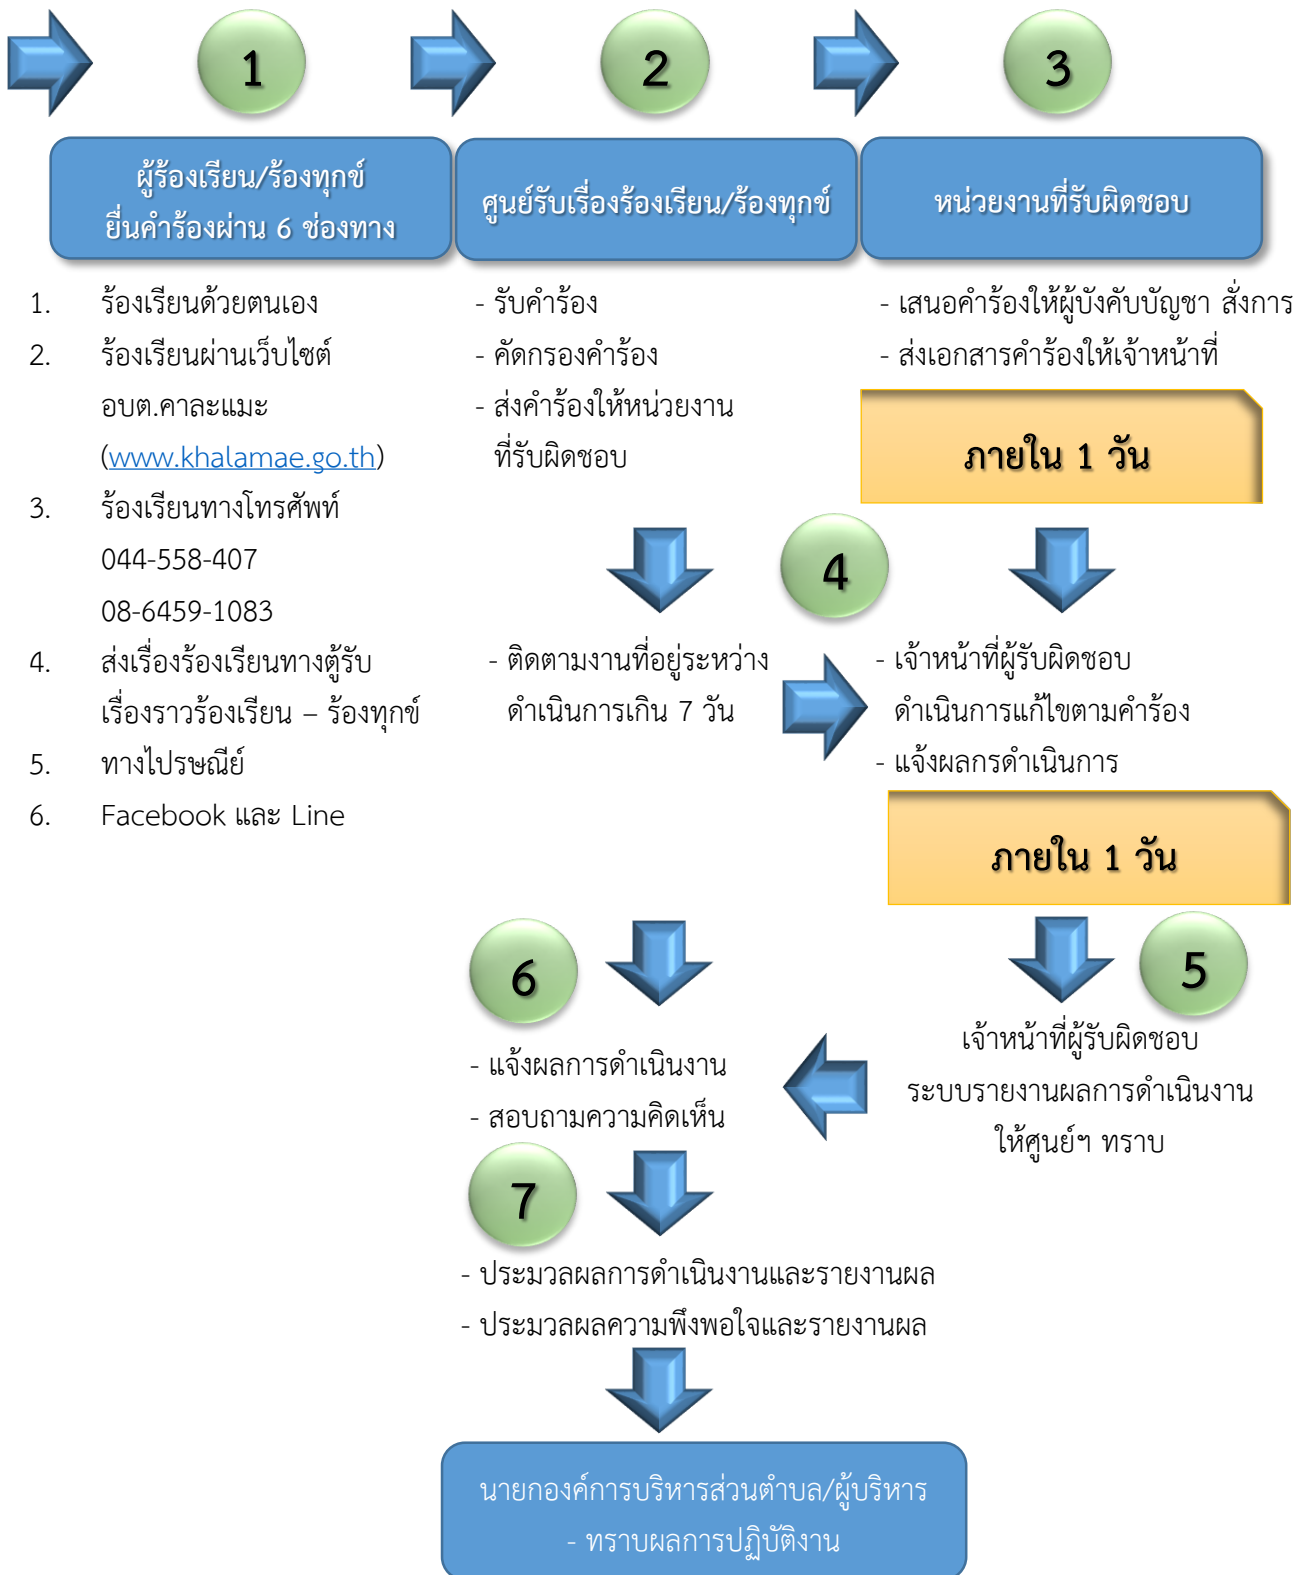 1
2
3
ผู้ร้องเรียน/ร้องทุกข์
ยื่นคำร้องผ่าน 6 ช่องทาง
ศูนย์รับเรื่องร้องเรียน/ร้องทุกข์
หน่วยงานที่รับผิดชอบ
1. ร้องเรียนด้วยตนเอง
2. ร้องเรียนผ่านเว็บไซต์
อบต.คาละแมะ
(www.khalamae.go.th)
3. ร้องเรียนทางโทรศัพท์
044-558-407
08-6459-1083
4. ส่งเรื่องร้องเรียนทางตู้รับ
เรื่องราวร้องเรียน – ร้องทุกข์
5. ทางไปรษณีย์
6. Facebook และ Line
- รับคำร้อง
- คัดกรองคำร้อง
- ส่งคำร้องให้หน่วยงาน
ที่รับผิดชอบ
- เสนอคำร้องให้ผู้บังคับบัญชา สั่งการ
- ส่งเอกสารคำร้องให้เจ้าหน้าที่
ภายใน 1 วัน
4
- ติดตามงานที่อยู่ระหว่าง
ดำเนินการเกิน 7 วัน
- เจ้าหน้าที่ผู้รับผิดชอบ
ดำเนินการแก้ไขตามคำร้อง
- แจ้งผลกรดำเนินการ
ภายใน 1 วัน
5
เจ้าหน้าที่ผู้รับผิดชอบ
ระบบรายงานผลการดำเนินงาน
ให้ศูนย์ฯ ทราบ
6
- แจ้งผลการดำเนินงาน
- สอบถามความคิดเห็น
7
- ประมวลผลการดำเนินงานและรายงานผล
- ประมวลผลความพึงพอใจและรายงานผล
นายกองค์การบริหารส่วนตำบล/ผู้บริหาร
- ทราบผลการปฏิบัติงาน